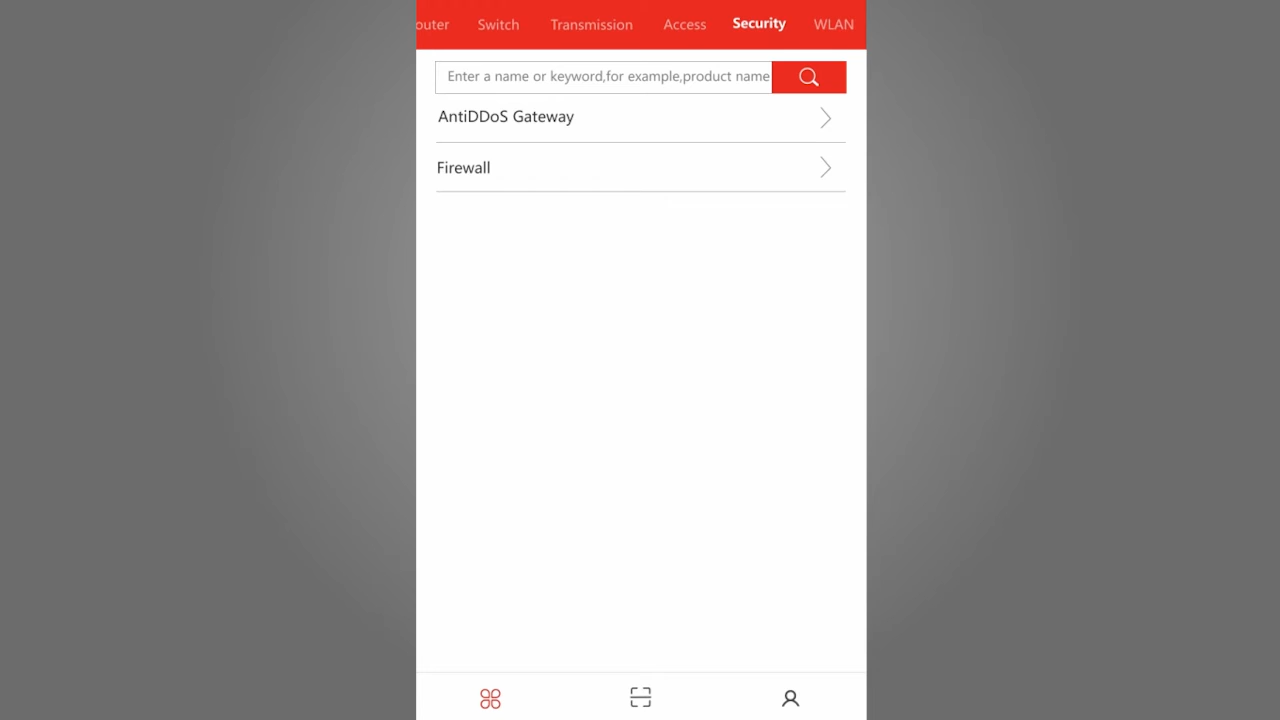 outer Switch Transmission Access Security WLAN
Enter a name or keyword,for example,product name
AntiDDoS Gateway
Firewall